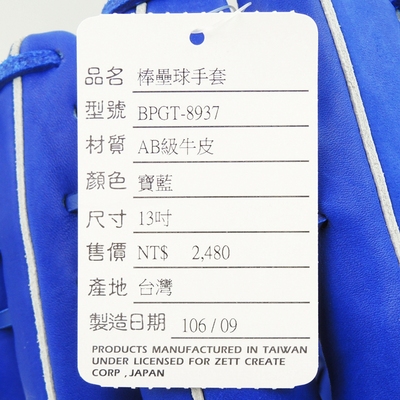 品名 棒壘球手套
型號 BPGT-8937
材質 AB級牛皮
顏色 寶藍
尺寸 13吋
售價 NT$ 2,480
產地 台灣
製造日期 106/09
PRODUCTS MANUFACTURED IN TAIWAN
UNDER LICENSED FOR ZETT CREATE
CORP , JAPAN